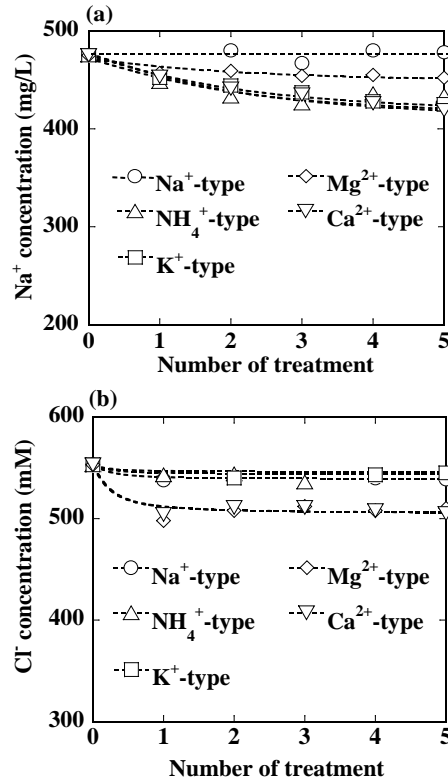 (a)
500
400
300
200
Na⁺ concentration (mg/L)
Na⁺-type
Mg²⁺-type
NH₄⁺-type
Ca²⁺-type
K⁺-type
0 1 2 3 4 5
Number of treatment
(b)
600
500
400
300
Cl⁻ concentration (mM)
Na⁺-type
Mg²⁺-type
NH₄⁺-type
Ca²⁺-type
K⁺-type
0 1 2 3 4 5
Number of treatment